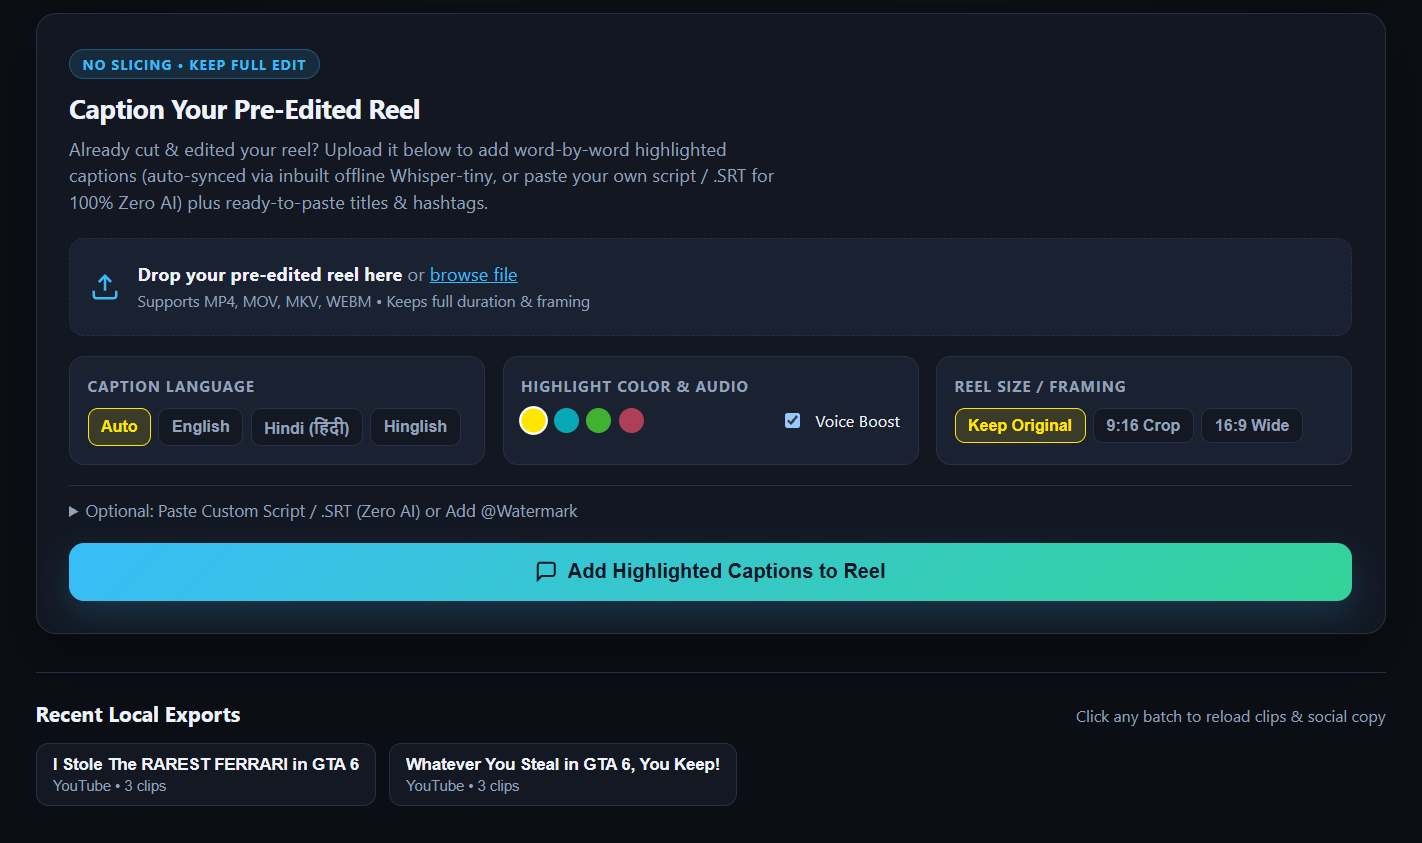 NO SLICING • KEEP FULL EDIT
Caption Your Pre-Edited Reel
Already cut & edited your reel? Upload it below to add word-by-word highlighted
captions (auto-synced via inbuilt offline Whisper-tiny, or paste your own script / .SRT for
100% Zero AI) plus ready-to-paste titles & hashtags.
Drop your pre-edited reel here or browse file
Supports MP4, MOV, MKV, WEBM • Keeps full duration & framing
CAPTION LANGUAGE
Auto English Hindi (हिंदी) Hinglish
HIGHLIGHT COLOR & AUDIO
Voice Boost
REEL SIZE / FRAMING
Keep Original 9:16 Crop 16:9 Wide
Optional: Paste Custom Script / .SRT (Zero AI) or Add @Watermark
Add Highlighted Captions to Reel
Recent Local Exports
Click any batch to reload clips & social copy
I Stole The RAREST FERRARI in GTA 6
YouTube • 3 clips
Whatever You Steal in GTA 6, You Keep!
YouTube • 3 clips